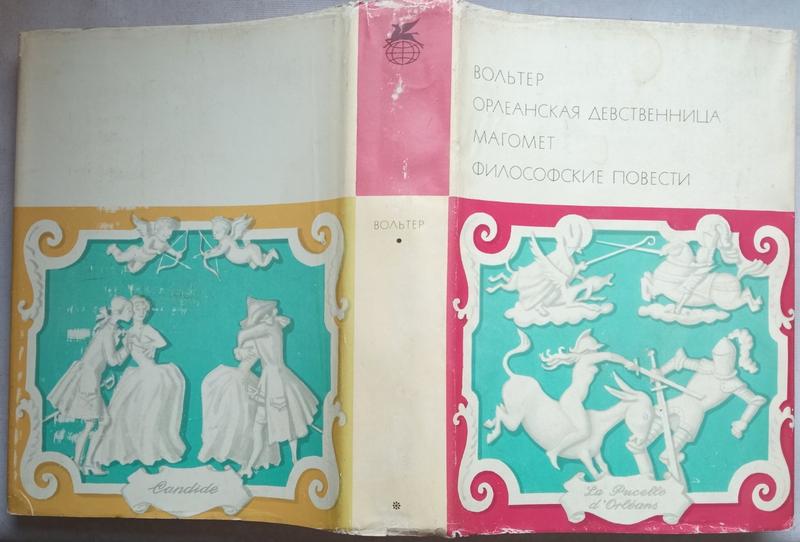 ВОЛЬТЕР
ОРЛЕАНСКАЯ ДЕВСТВЕННИЦА
МАГОМЕТ
ФИЛОСОФСКИЕ ПОВЕСТИ
ВОЛЬТЕР
Candide
La Pucelle
d'Orléans